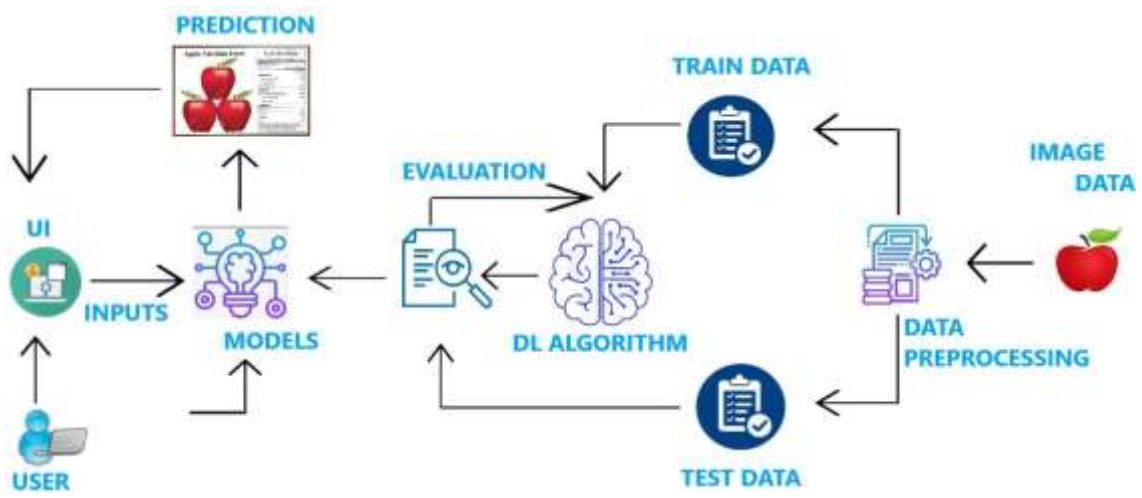 PREDICTION
TRAIN DATA
IMAGE
DATA
EVALUATION
UI
INPUTS
MODELS
DL ALGORITHM
DATA
PREPROCESSING
USER
TEST DATA